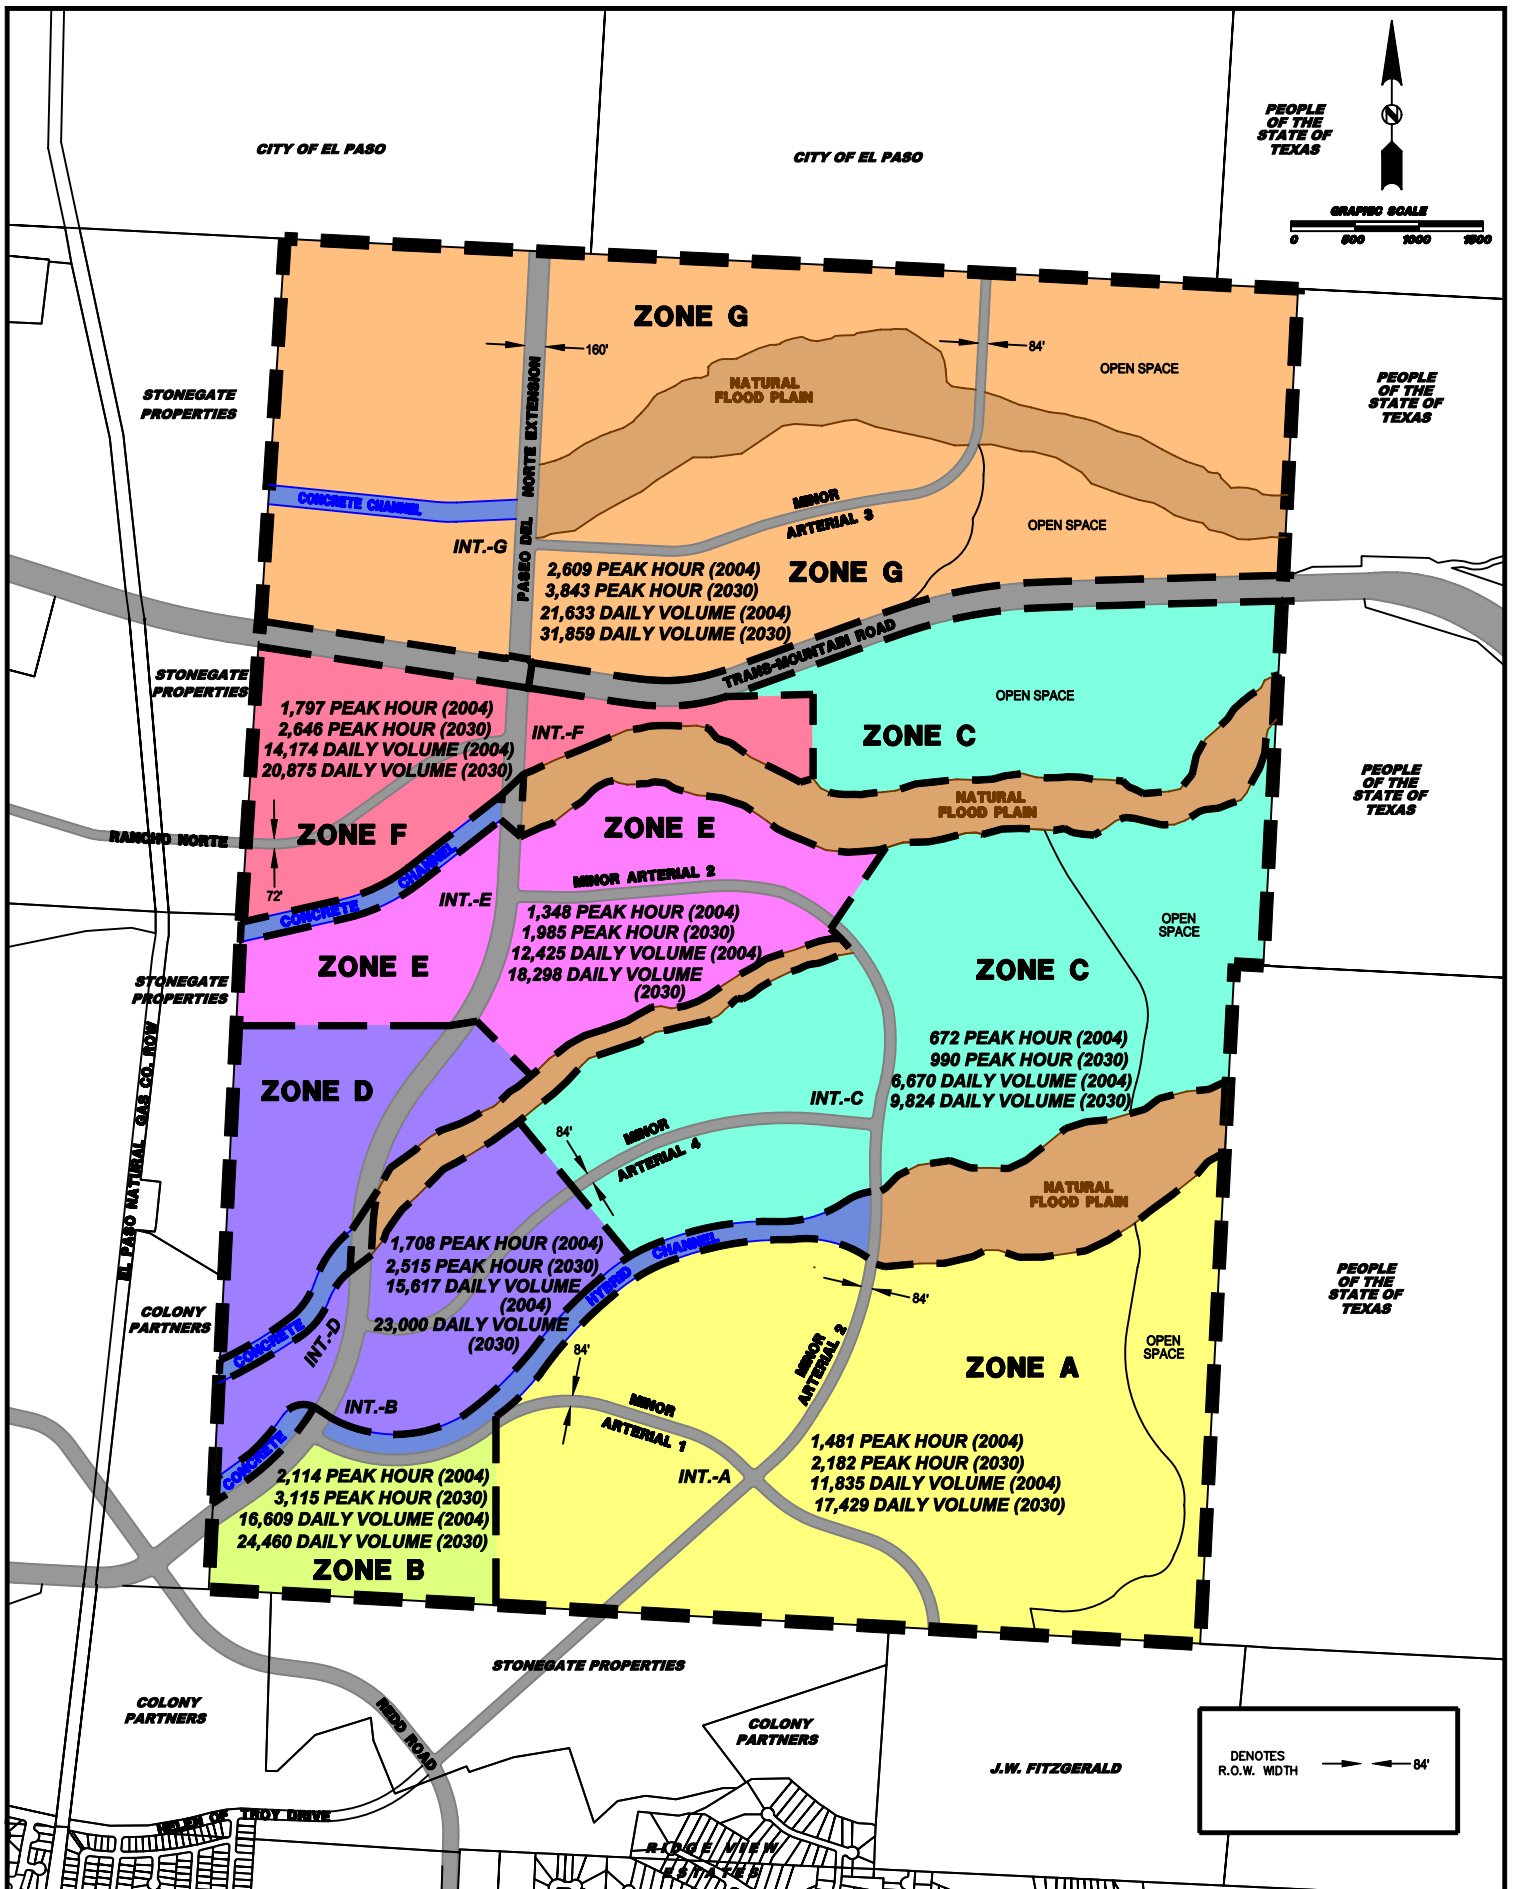 CITY OF EL PASO
CITY OF EL PASO
PEOPLE
OF THE
STATE OF
TEXAS
N
GRAPHIC SCALE
0 500 1000 1500
ZONE G
160'
84'
OPEN SPACE
NATURAL
FLOOD PLAIN
STONEGATE
PROPERTIES
PEOPLE
OF THE
STATE OF
TEXAS
PASEO DEL NORTE EXTENSION
CONCRETE CHANNEL
MINOR
ARTERIAL 3
OPEN SPACE
INT.-G
ZONE G
2,609 PEAK HOUR (2004)
3,843 PEAK HOUR (2030)
21,633 DAILY VOLUME (2004)
31,859 DAILY VOLUME (2030)
TRANS-MOUNTAIN ROAD
STONEGATE
PROPERTIES
1,797 PEAK HOUR (2004)
2,646 PEAK HOUR (2030)
14,174 DAILY VOLUME (2004)
20,875 DAILY VOLUME (2030)
INT.-F
OPEN SPACE
ZONE C
PEOPLE
OF THE
STATE OF
TEXAS
NATURAL
FLOOD PLAIN
RANCHO NORTE
ZONE F
72'
ZONE E
CONCRETE CHANNEL
MINOR ARTERIAL 2
INT.-E
1,348 PEAK HOUR (2004)
1,985 PEAK HOUR (2030)
12,425 DAILY VOLUME (2004)
18,298 DAILY VOLUME
(2030)
OPEN
SPACE
ZONE E
ZONE C
STONEGATE
PROPERTIES
EL PASO NATURAL GAS CO. ROW
672 PEAK HOUR (2004)
990 PEAK HOUR (2030)
6,670 DAILY VOLUME (2004)
9,824 DAILY VOLUME (2030)
ZONE D
INT.-C
84'
MINOR
ARTERIAL 4
NATURAL
FLOOD PLAIN
1,708 PEAK HOUR (2004)
2,515 PEAK HOUR (2030)
15,617 DAILY VOLUME
(2004)
23,000 DAILY VOLUME
(2030)
HYBRID CHANNEL
PEOPLE
OF THE
STATE OF
TEXAS
84'
COLONY
PARTNERS
CONCRETE
INT.-D
84'
MINOR
ARTERIAL 2
OPEN
SPACE
ZONE A
INT.-B
MINOR
ARTERIAL 1
CONCRETE
INT.-A
1,481 PEAK HOUR (2004)
2,182 PEAK HOUR (2030)
11,835 DAILY VOLUME (2004)
17,429 DAILY VOLUME (2030)
2,114 PEAK HOUR (2004)
3,115 PEAK HOUR (2030)
16,609 DAILY VOLUME (2004)
24,460 DAILY VOLUME (2030)
ZONE B
STONEGATE PROPERTIES
COLONY
PARTNERS
REDD ROAD
COLONY
PARTNERS
J.W. FITZGERALD
DENOTES
R.O.W. WIDTH
84'
HELEN OF TROY DRIVE
RIDGE VIEW
ESTATES